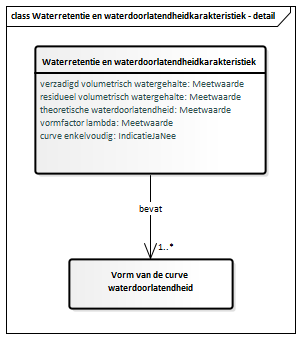 class Waterretentie en waterdoorlatendheidkarakteristiek - detail
Waterretentie en waterdoorlatendheidkarakteristiek
verzadigd volumetrisch watergehalte: Meetwaarde
residueel volumetrisch watergehalte: Meetwaarde
theoretische waterdoorlatendheid: Meetwaarde
vormfactor lambda: Meetwaarde
curve enkelvoudig: IndicatieJaNee
bevat
1..*
Vorm van de curve
waterdoorlatendheid